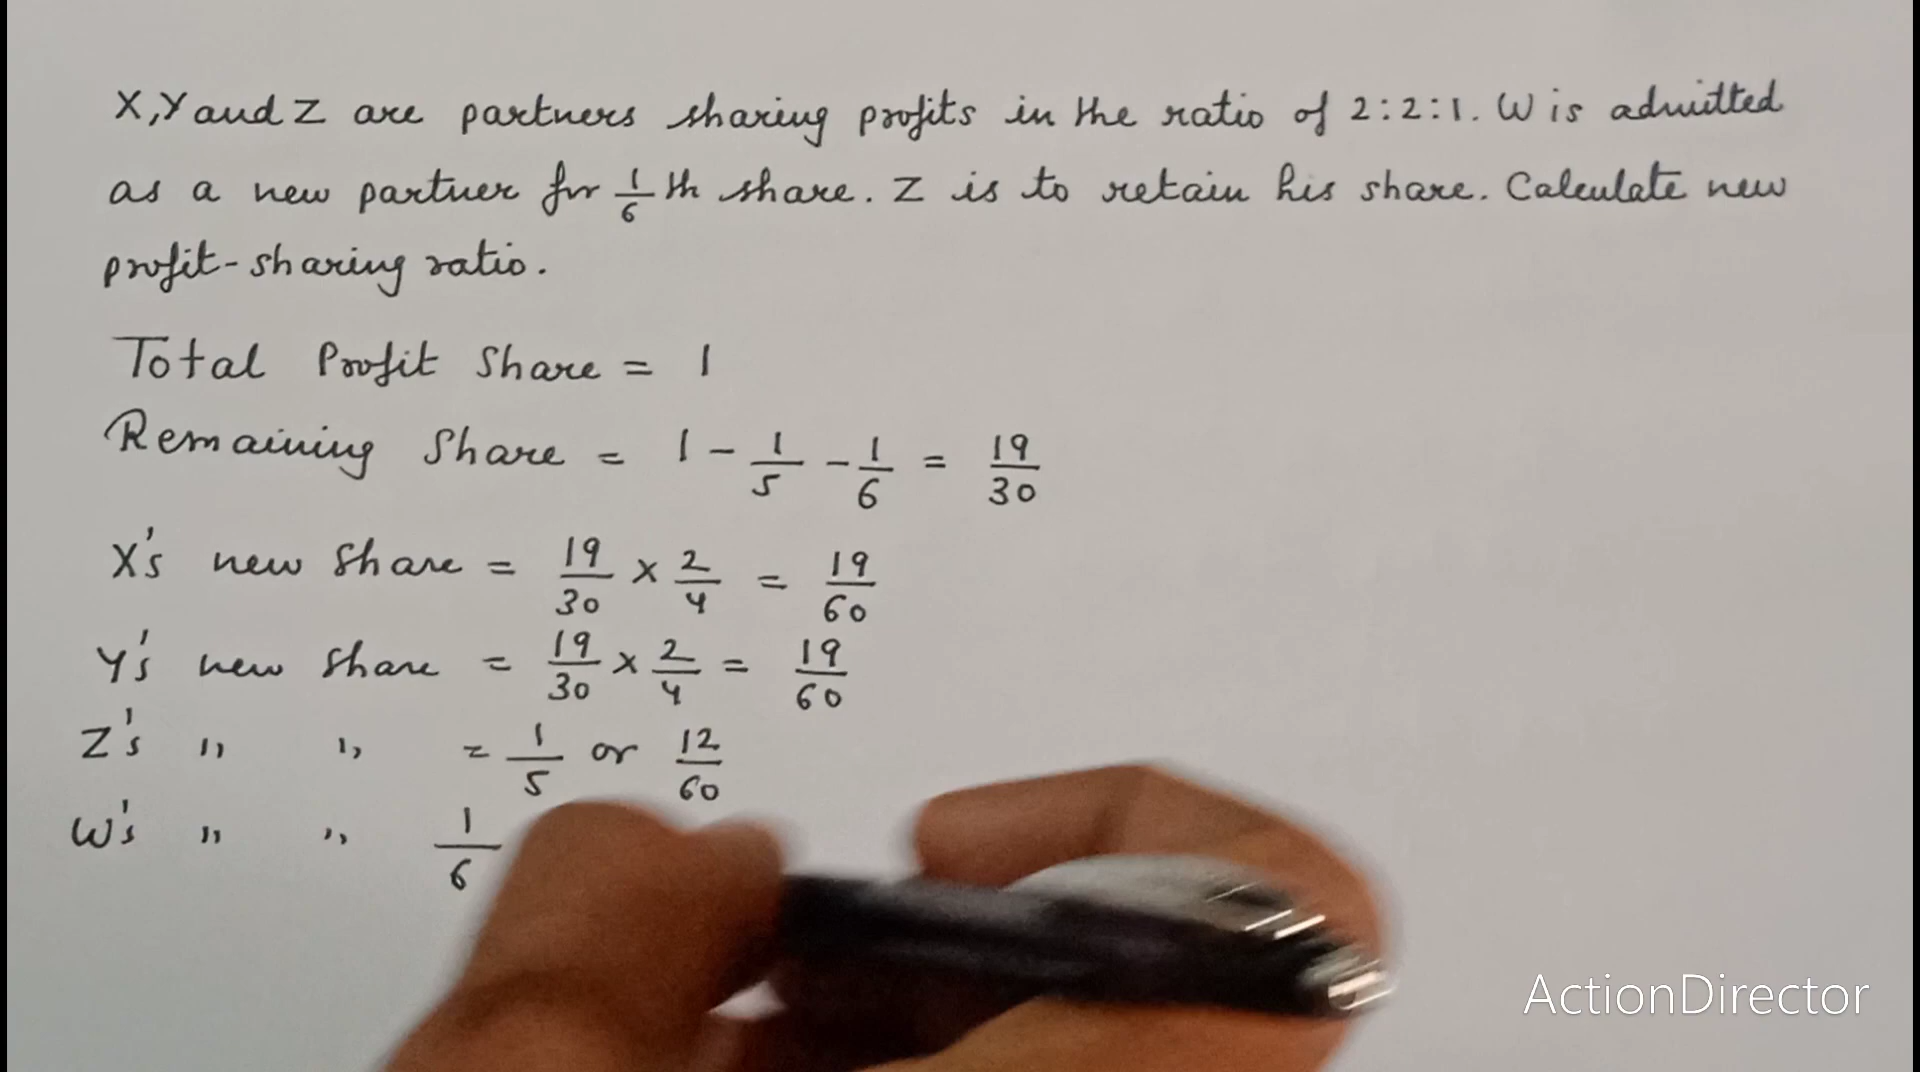 X, Y and Z are partners sharing profits in the ratio of 2:2:1. W is admitted
as a new partner for 1/6 th share. Z is to retain his share. Calculate new
profit-sharing ratio.
Total Profit Share = 1
Remaining Share = 1 - 1/5 - 1/6 = 19/30
X's new Share = 19/30 × 2/4 = 19/60
Y's new Share = 19/30 × 2/4 = 19/60
Z's " " = 1/5 or 12/60
W's " " 1/6
ActionDirector